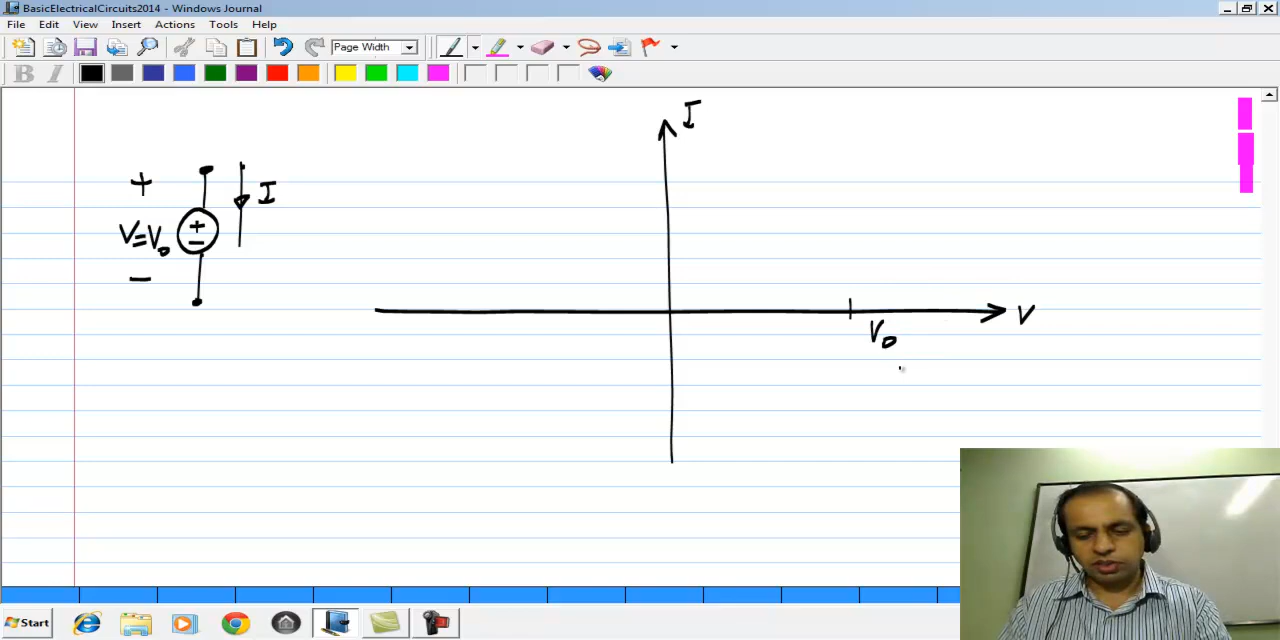 BasicElectricalCircuits2014 - Windows Journal
File Edit View Insert Actions Tools Help
Page Width
B I
I
+
I
+
V=V₀
−
−
V
V₀
Start